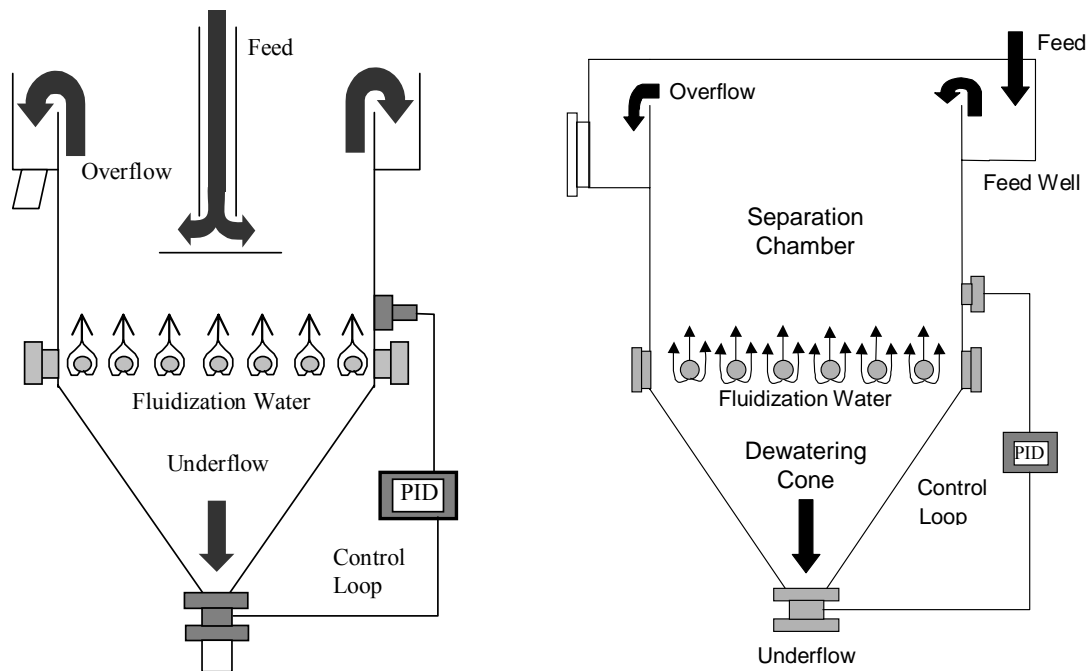 Feed
Overflow
Fluidization Water
Underflow
PID
Control
Loop
Feed
Overflow
Feed Well
Separation
Chamber
Fluidization Water
Dewatering
Cone
PID
Control
Loop
Underflow